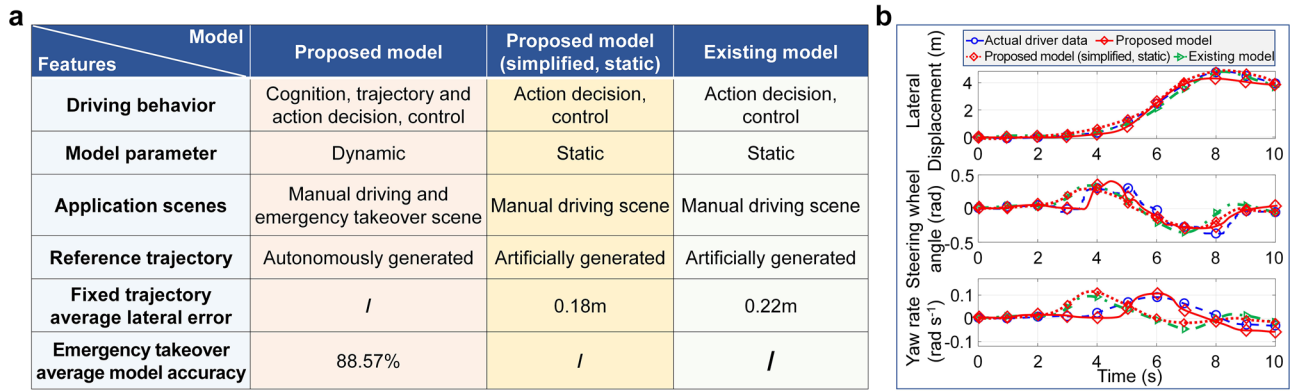 a
Model
Features
Proposed model
Proposed model
(simplified, static)
Existing model
Driving behavior
Cognition, trajectory and
action decision, control
Action decision,
control
Action decision,
control
Model parameter
Dynamic
Static
Static
Application scenes
Manual driving and
emergency takeover scene
Manual driving scene
Manual driving scene
Reference trajectory
Autonomously generated
Artificially generated
Artificially generated
Fixed trajectory
average lateral error
/
0.18m
0.22m
Emergency takeover
average model accuracy
88.57%
/
/
b
Actual driver data
Proposed model
Proposed model (simplified, static)
Existing model
Lateral
Displacement (m)
4
2
0
0 2 4 6 8 10
Steering wheel
angle (rad)
0.5
0
-0.5
0 2 4 6 8 10
Yaw rate
(rad s⁻¹)
0.1
0
-0.1
0 2 4 6 8 10
Time (s)